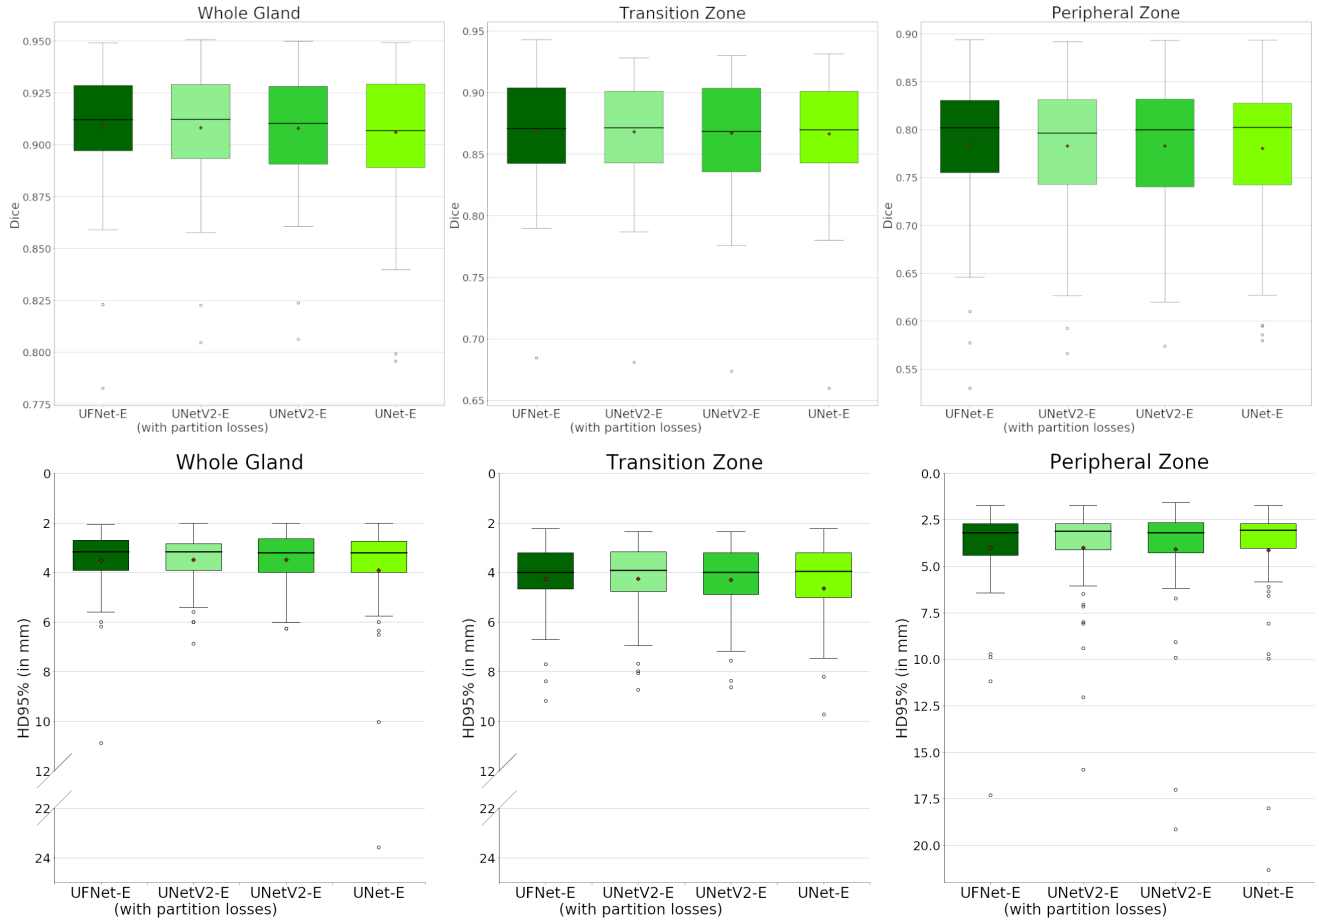 Whole Gland
0.950
0.925
0.900
0.875
0.850
0.825
0.800
0.775
Dice
UFNet-E UNetV2-E UNetV2-E UNet-E
(with partition losses)
Transition Zone
0.95
0.90
0.85
0.80
0.75
0.70
0.65
Dice
UFNet-E UNetV2-E UNetV2-E UNet-E
(with partition losses)
Peripheral Zone
0.90
0.85
0.80
0.75
0.70
0.65
0.60
0.55
Dice
UFNet-E UNetV2-E UNetV2-E UNet-E
(with partition losses)
Whole Gland
0
2
4
6
8
10
12
22
24
HD95% (in mm)
UFNet-E UNetV2-E UNetV2-E UNet-E
(with partition losses)
Transition Zone
0
2
4
6
8
10
12
22
24
HD95% (in mm)
UFNet-E UNetV2-E UNetV2-E UNet-E
(with partition losses)
Peripheral Zone
0.0
2.5
5.0
7.5
10.0
12.5
15.0
17.5
20.0
HD95% (in mm)
UFNet-E UNetV2-E UNetV2-E UNet-E
(with partition losses)